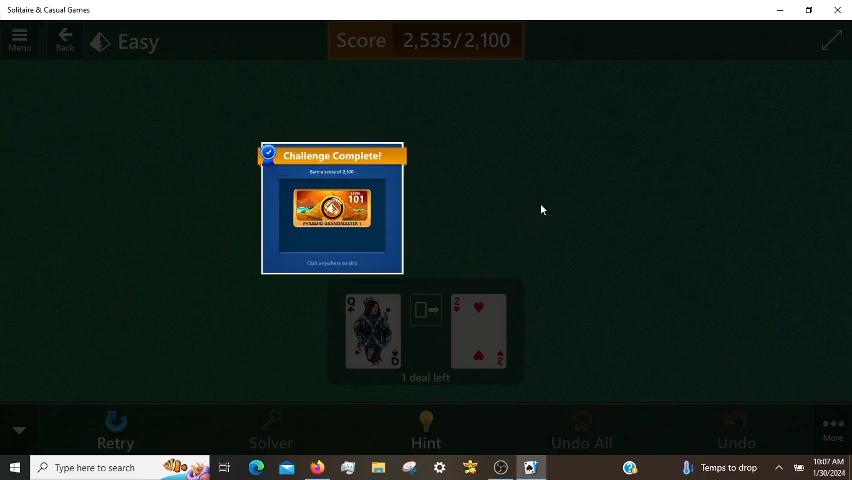 Solitaire & Casual Games
Menu
Back
Easy
Score 2,535/2,100
Challenge Complete!
Earn a score of 2,100
LEVEL
101
PYRAMID GRANDMASTER 1
Click anywhere to skip
Q
Q
2
2
1 deal left
Retry
Solver
Hint
Undo All
Undo
More
Type here to search
Temps to drop
10:07 AM
1/30/2024